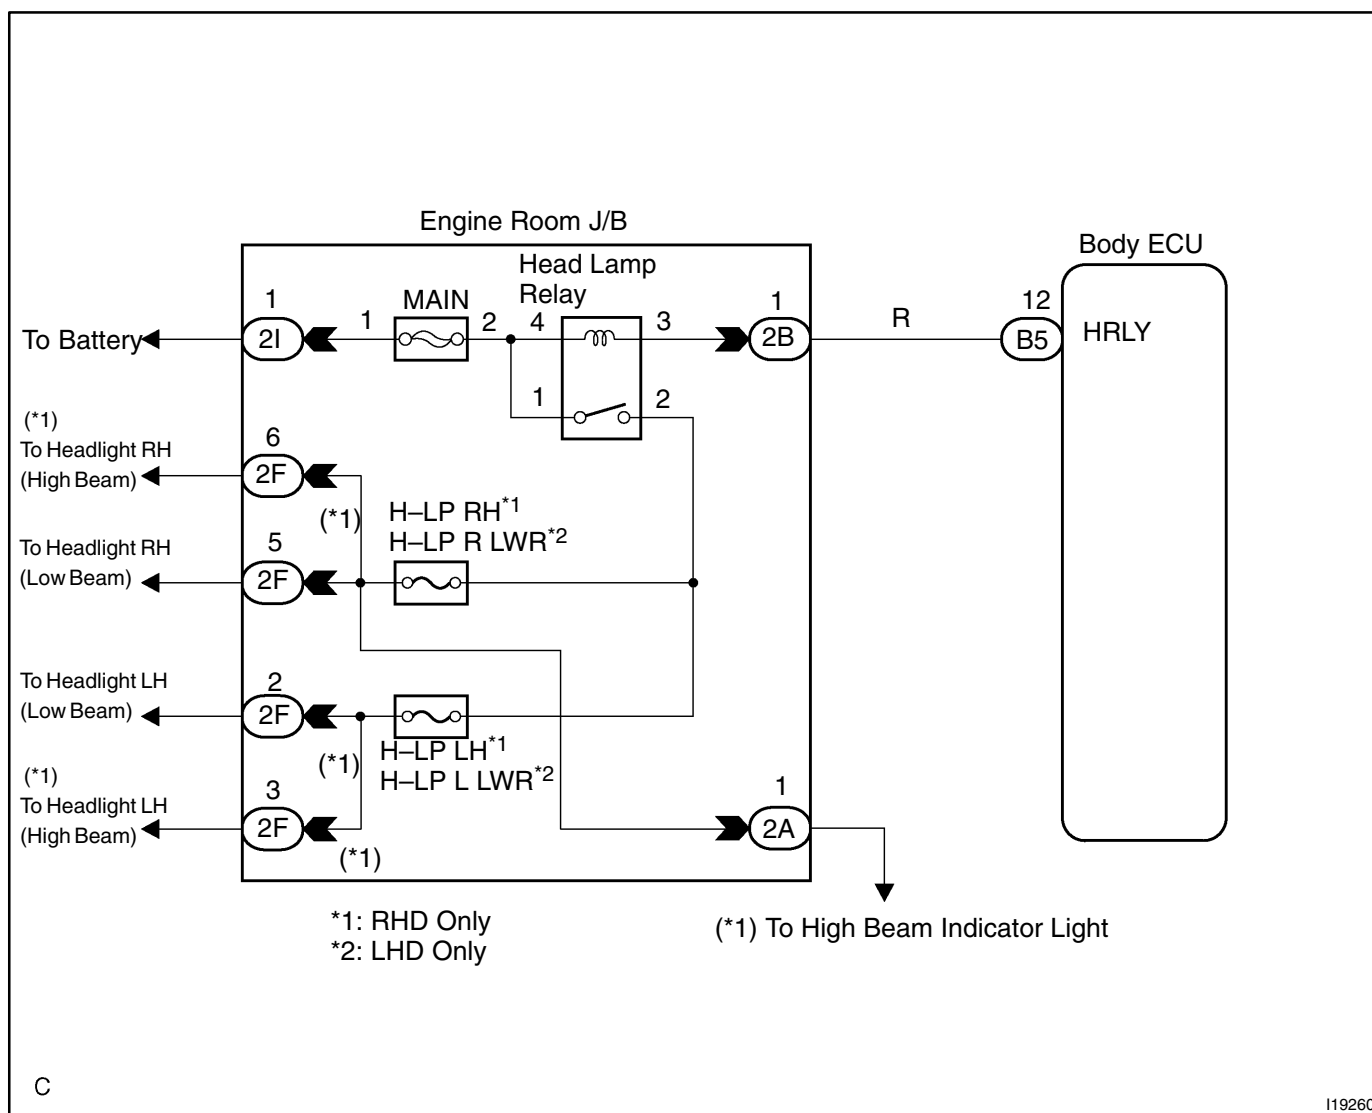 Engine Room J/B
Body ECU
Head Lamp
Relay
MAIN
To Battery
1
2I
1
2
4
3
1
2B
R
12
B5
HRLY
1
2
(*1)
To Headlight RH
(High Beam)
6
2F
(*1)
H–LP RH*1
H–LP R LWR*2
To Headlight RH
(Low Beam)
5
2F
To Headlight LH
(Low Beam)
2
2F
(*1)
H–LP LH*1
H–LP L LWR*2
(*1)
To Headlight LH
(High Beam)
3
2F
(*1)
1
2A
*1: RHD Only
*2: LHD Only
(*1) To High Beam Indicator Light
C
I19260